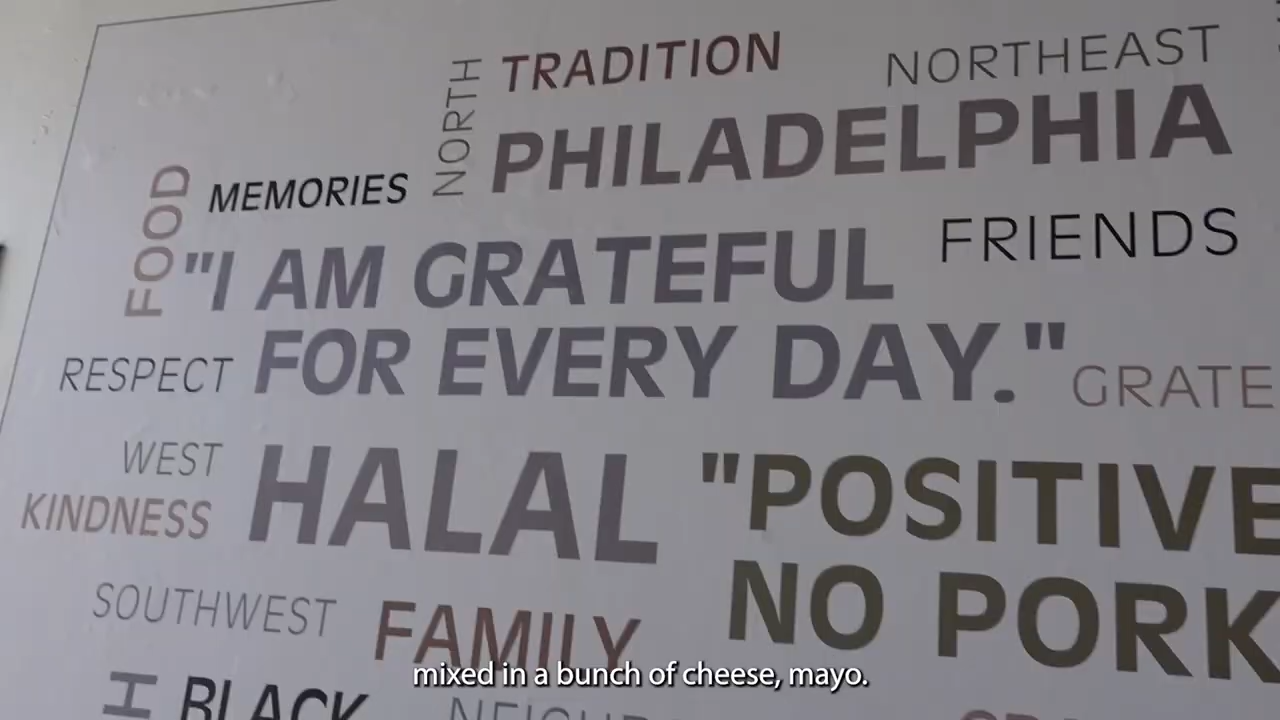 TRADITION
NORTHEAST
NORTH
PHILADELPHIA
FOOD
MEMORIES
FRIENDS
"I AM GRATEFUL
FOR EVERY DAY."
RESPECT
GRATE
WEST
HALAL
"POSITIVE
KINDNESS
NO PORK
SOUTHWEST
FAMILY
mixed in a bunch of cheese, mayo.
BLACK